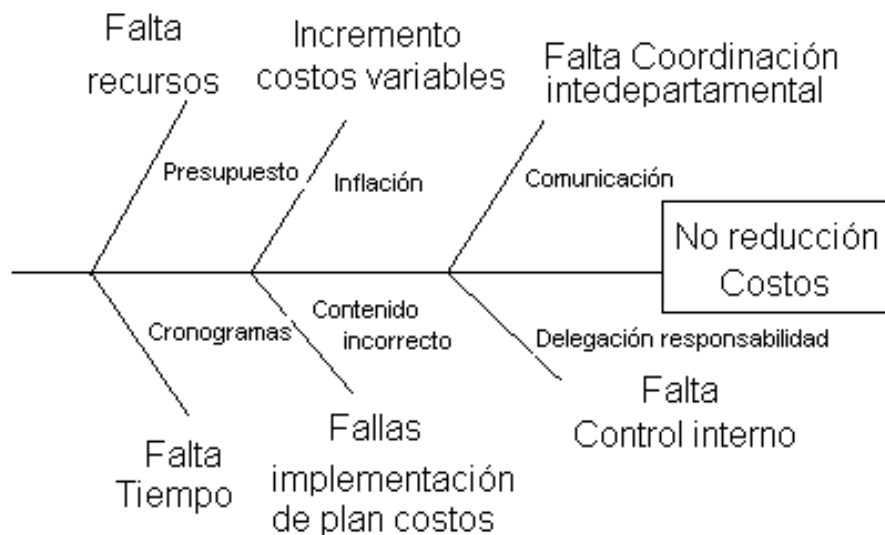 Falta
recursos
Incremento
costos variables
Falta Coordinación
intedepartamental
Presupuesto
Inflación
Comunicación
No reducción
Costos
Cronogramas
Contenido
incorrecto
Delegación responsabilidad
Falta
Tiempo
Fallas
implementación
de plan costos
Falta
Control interno